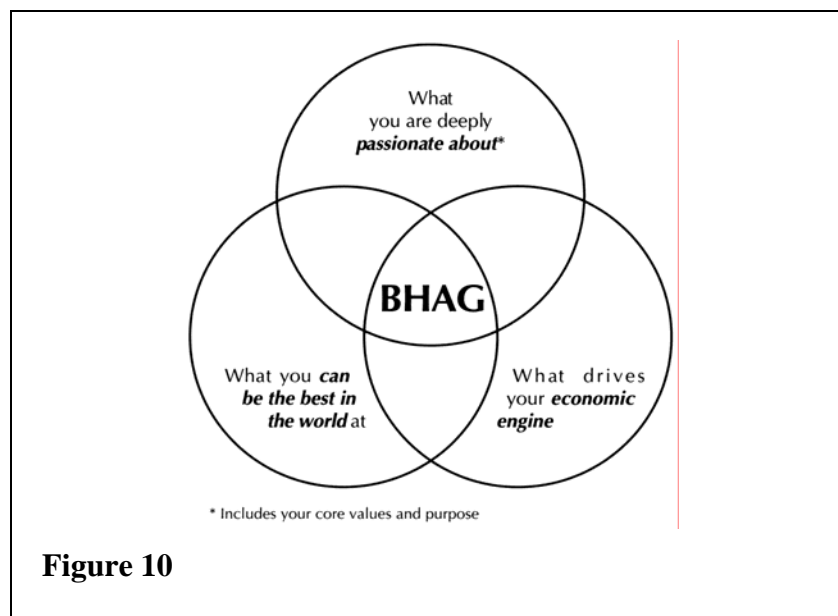 What
you are deeply
passionate about*
BHAG
What you can
be the best in
the world at
What drives
your economic
engine
* Includes your core values and purpose
Figure 10